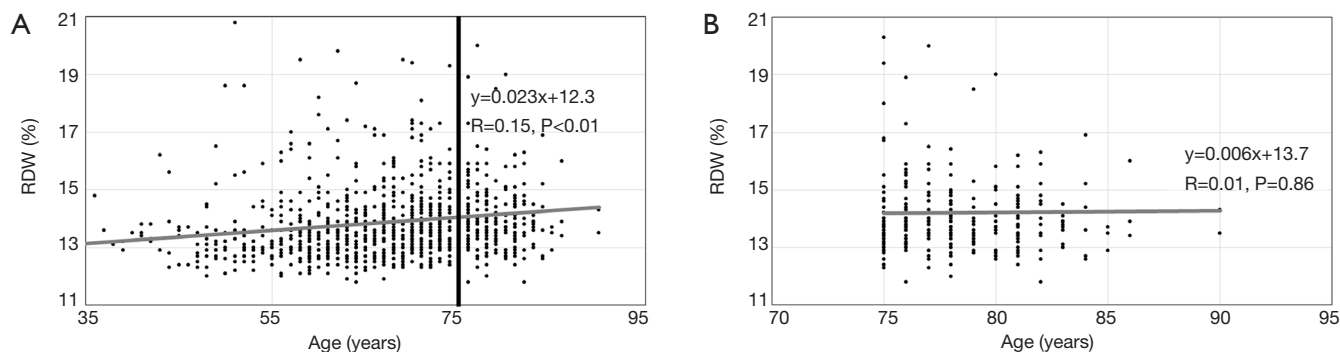 A
21
19
17
15
13
11
RDW (%)
35
55
75
95
Age (years)
y=0.023x+12.3
R=0.15, P<0.01
B
21
19
17
15
13
11
RDW (%)
70
75
80
85
90
95
Age (years)
y=0.006x+13.7
R=0.01, P=0.86